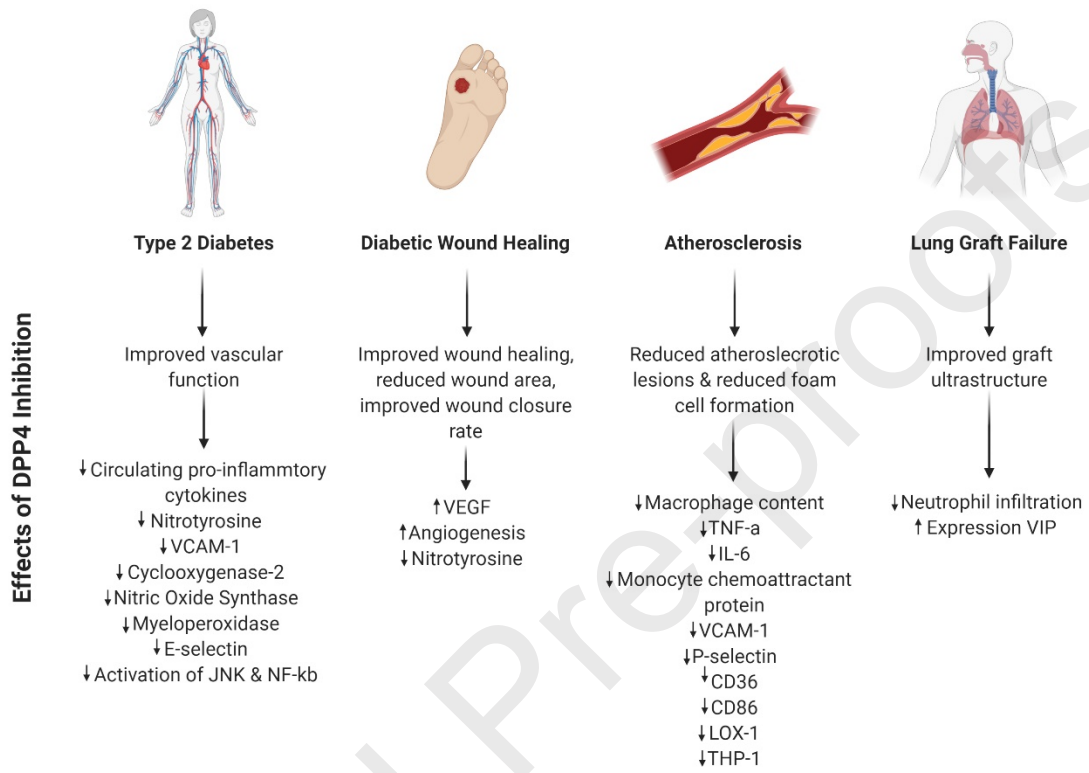 Effects of DPP4 Inhibition
Type 2 Diabetes
Improved vascular
function
↓Circulating pro-inflammtory
cytokines
↓Nitrotyrosine
↓VCAM-1
↓Cyclooxygenase-2
↓Nitric Oxide Synthase
↓Myeloperoxidase
↓E-selectin
↓Activation of JNK & NF-kb
Diabetic Wound Healing
Improved wound healing,
reduced wound area,
improved wound closure
rate
↑VEGF
↑Angiogenesis
↓Nitrotyrosine
Atherosclerosis
Reduced atheroslecrotic
lesions & reduced foam
cell formation
↓Macrophage content
↓TNF-a
↓IL-6
↓Monocyte chemoattractant
protein
↓VCAM-1
↓P-selectin
↓CD36
↓CD86
↓LOX-1
↓THP-1
Lung Graft Failure
Improved graft
ultrastructure
↓Neutrophil infiltration
↑ Expression VIP
Pre-proofs